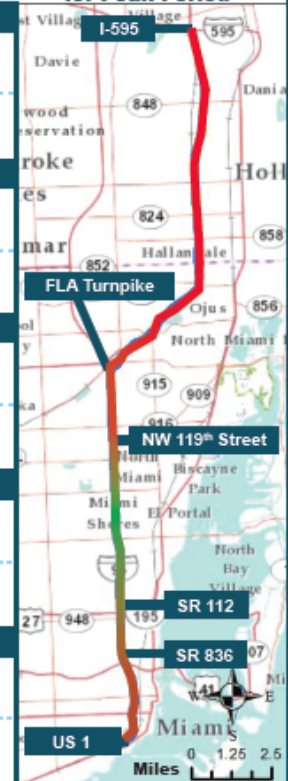 Village
I-595
595
Davie
Dania
848
wood
servation
roke
Holl
es
824
mar
858
Hallandale
852
FLA Turnpike
Ojus
856
North Miami
915
909
NW 119th Street
North
Miami
Biscayne
Park
Miami
Shores
El Portal
North
Bay
Village
SR 112
27
948
195
SR 836
41
W
E
S
Miami
US 1
Miles
0 1.25 2.5